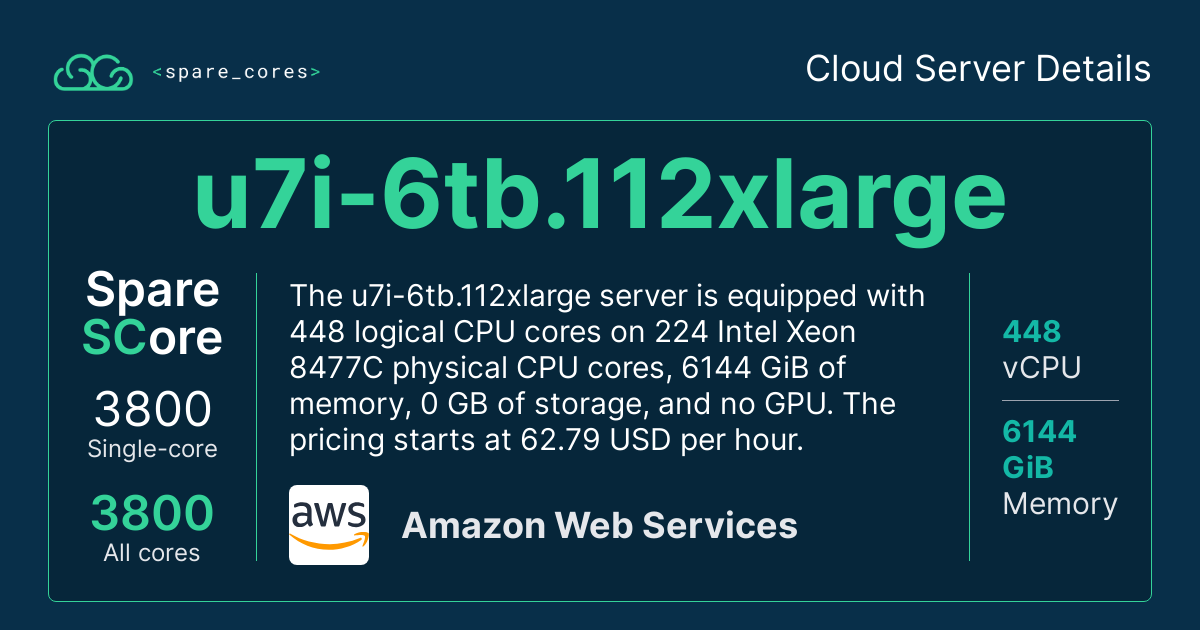 <spare_cores>
Cloud Server Details
u7i-6tb.112xlarge
Spare
SCore
3800
Single-core
3800
All cores
The u7i-6tb.112xlarge server is equipped with
448 logical CPU cores on 224 Intel Xeon
8477C physical CPU cores, 6144 GiB of
memory, 0 GB of storage, and no GPU. The
pricing starts at 62.79 USD per hour.
aws
Amazon Web Services
448
vCPU
6144
GiB
Memory